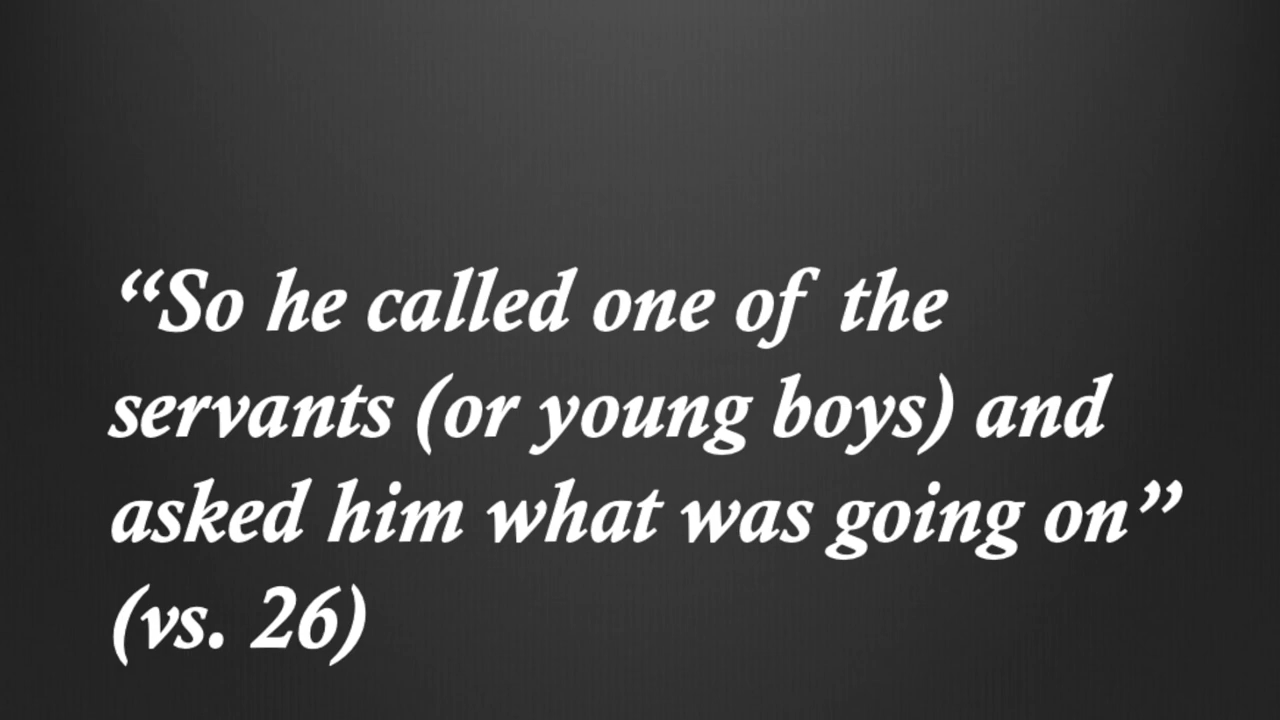 “So he called one of the
servants (or young boys) and
asked him what was going on”
(vs. 26)